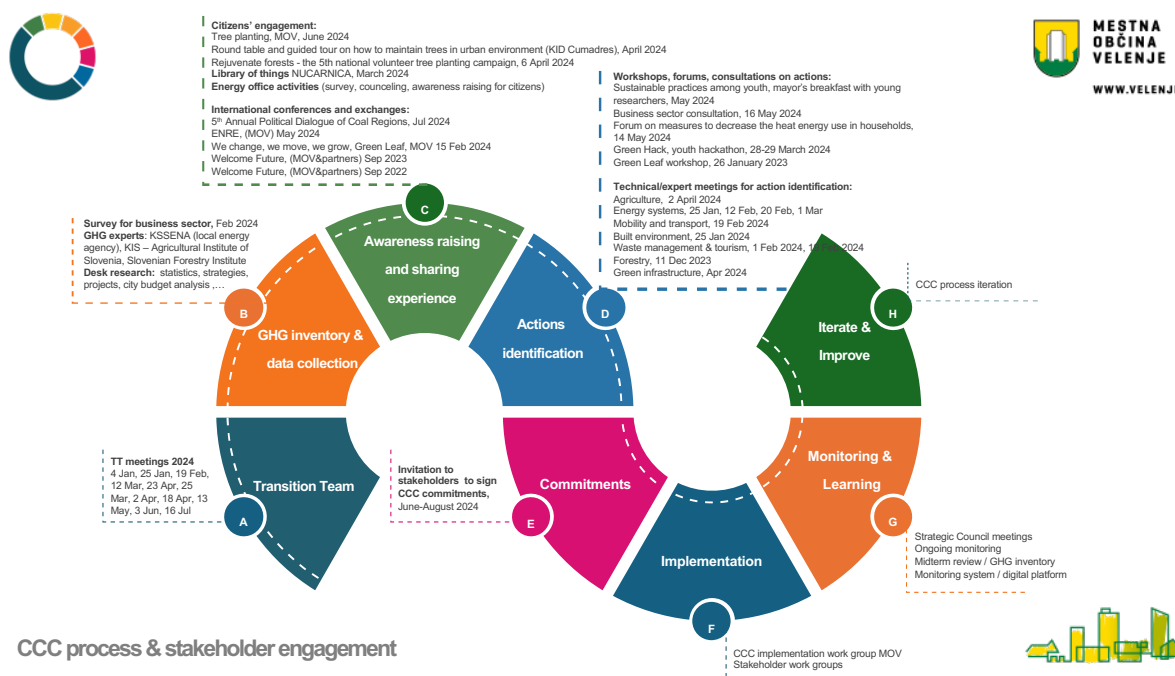 Citizens' engagement:
Tree planting, MOV, June 2024
Round table and guided tour on how to maintain trees in urban environment (KID Cumadres), April 2024
Rejuvenate forests - the 5th national volunteer tree planting campaign, 6 April 2024
Library of things NUCARNICA, March 2024
Energy office activities (survey, counceling, awareness raising for citizens)
International conferences and exchanges:
5th Annual Political Dialogue of Coal Regions, Jul 2024
ENRE, (MOV) May 2024
We change, we move, we grow, Green Leaf, MOV 15 Feb 2024
Welcome Future, (MOV&partners) Sep 2023
Welcome Future, (MOV&partners) Sep 2022
Workshops, forums, consultations on actions:
Sustainable practices among youth, mayor's breakfast with young
researchers, May 2024
Business sector consultation, 16 May 2024
Forum on measures to decrease the heat energy use in households,
14 May 2024
Green Hack, youth hackathon, 28-29 March 2024
Green Leaf workshop, 26 January 2023
Technical/expert meetings for action identification:
Agriculture, 2 April 2024
Energy systems, 25 Jan, 12 Feb, 20 Feb, 1 Mar
Mobility and transport, 19 Feb 2024
Built environment, 25 Jan 2024
Waste management & tourism, 1 Feb 2024, 2024
Forestry, 11 Dec 2023
Green infrastructure, Apr 2024
MESTNA
OBČINA
VELENJE
WWW.VELENJE
Survey for business sector, Feb 2024
GHG experts: KSSENA (local energy
agency), KIS – Agricultural Institute of
Slovenia, Slovenian Forestry Institute
Desk research: statistics, strategies,
projects, city budget analysis ,…
C
Awareness raising
and sharing
experience
B
GHG inventory &
data collection
D
Actions
identification
H
CCC process iteration
Iterate &
Improve
TT meetings 2024
4 Jan, 25 Jan, 19 Feb,
12 Mar, 23 Apr, 25
Mar, 2 Apr, 18 Apr, 13
May, 3 Jun, 16 Jul
A
Transition Team
Invitation to
stakeholders to sign
CCC commitments,
June-August 2024
E
Commitments
Monitoring &
Learning
G
Strategic Council meetings
Ongoing monitoring
Midterm review / GHG inventory
Monitoring system / digital platform
Implementation
F
CCC implementation work group MOV
Stakeholder work groups
CCC process & stakeholder engagement